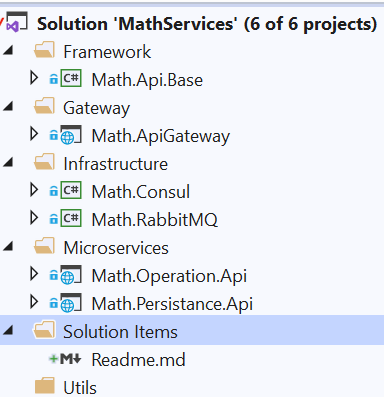 Solution 'MathServices' (6 of 6 projects)
Framework
C# Math.Api.Base
Gateway
Math.ApiGateway
Infrastructure
C# Math.Consul
C# Math.RabbitMQ
Microservices
Math.Operation.Api
Math.Persistance.Api
Solution Items
M Readme.md
Utils